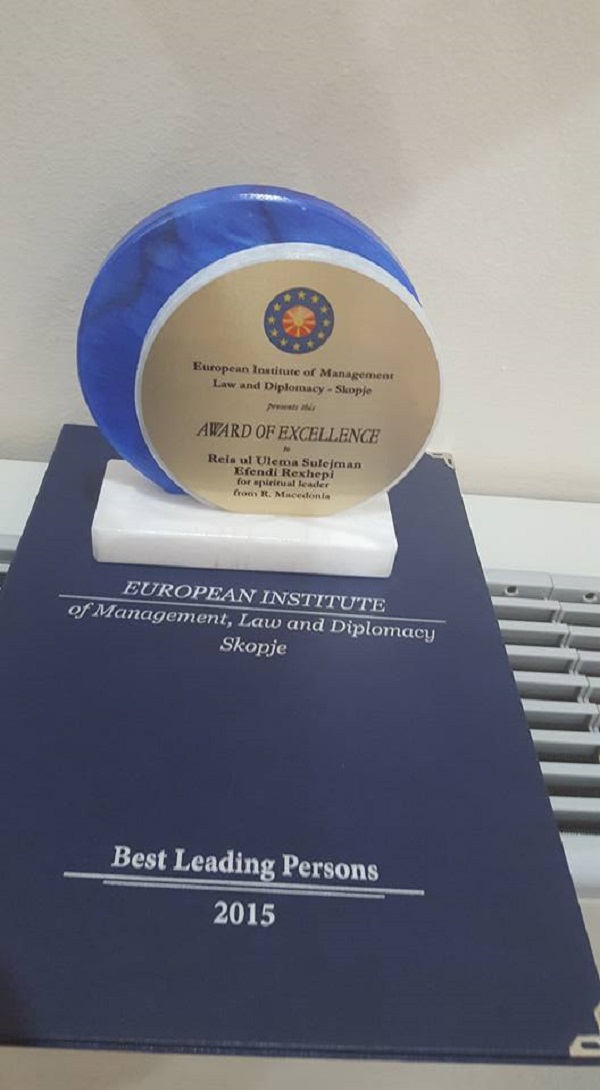 European Institute of Management
Law and Diplomacy - Skopje
presents this
AWARD OF EXCELLENCE
to
Reis ul Ulema Sulejman
Efendi Rexhepi
for spiritual leader
from R. Macedonia
EUROPEAN INSTITUTE
of Management, Law and Diplomacy
Skopje
Best Leading Persons
2015